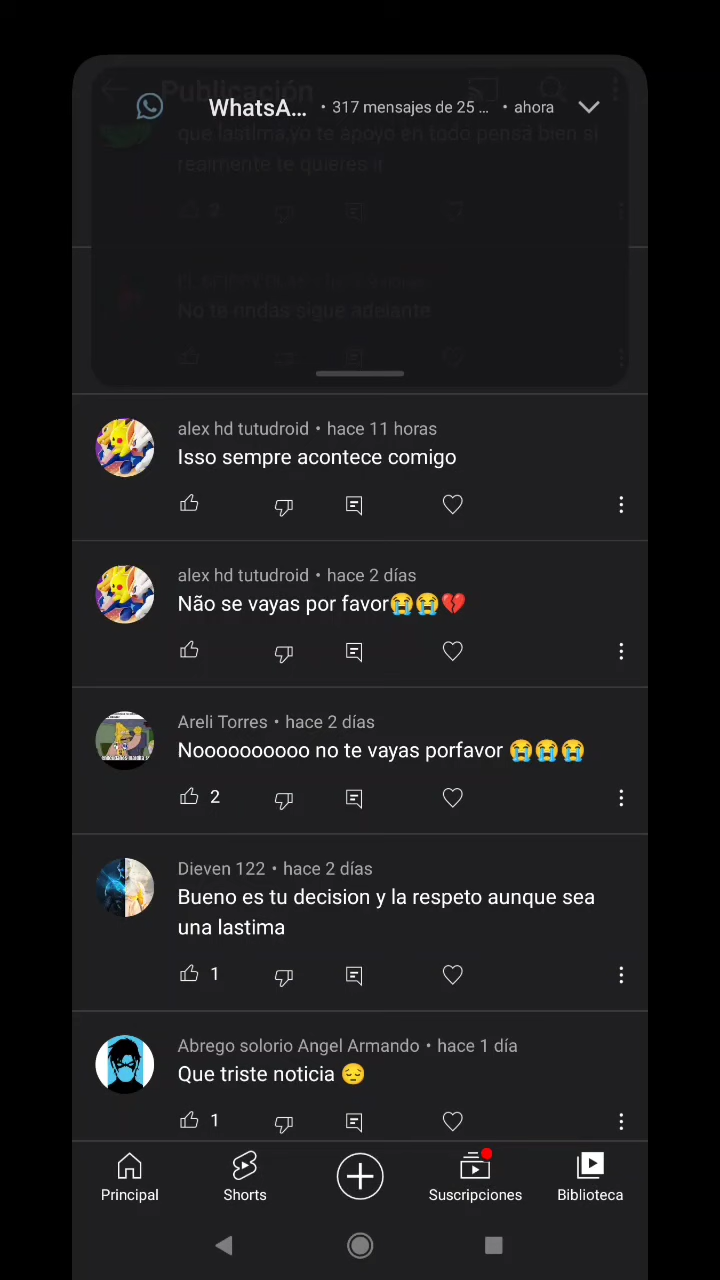 Publicación
WhatsA... • 317 mensajes de 25 ... • ahora
que lastima,yo te apoyo en todo pensa bien si
realmente te quieres ir
2
No te rindas sigue adelante
alex hd tutudroid • hace 11 horas
Isso sempre acontece comigo
alex hd tutudroid • hace 2 días
Não se vayas por favor😭😭💔
Areli Torres • hace 2 días
Noooooooooo no te vayas porfavor 😭😭😭
2
Dieven 122 • hace 2 días
Bueno es tu decision y la respeto aunque sea
una lastima
1
Abrego solorio Angel Armando • hace 1 día
Que triste noticia 😔
1
Principal
Shorts
Suscripciones
Biblioteca